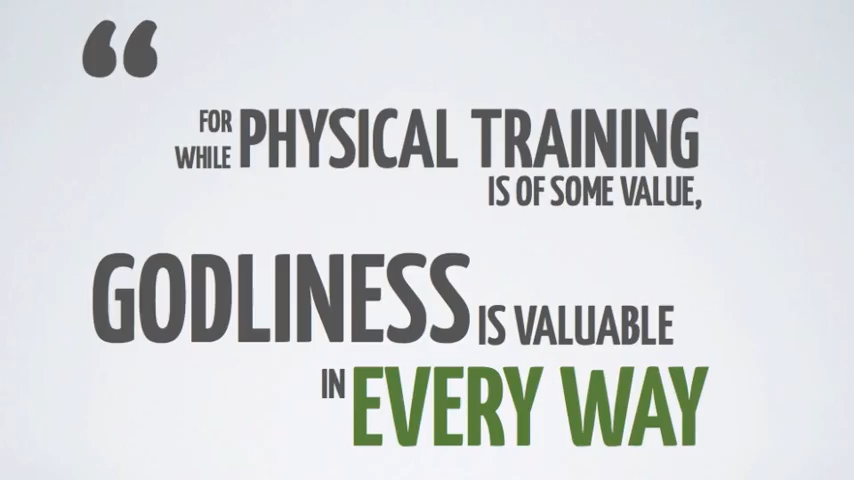 “
FOR
WHILE PHYSICAL TRAINING
IS OF SOME VALUE,
GODLINESS IS VALUABLE
IN EVERY WAY